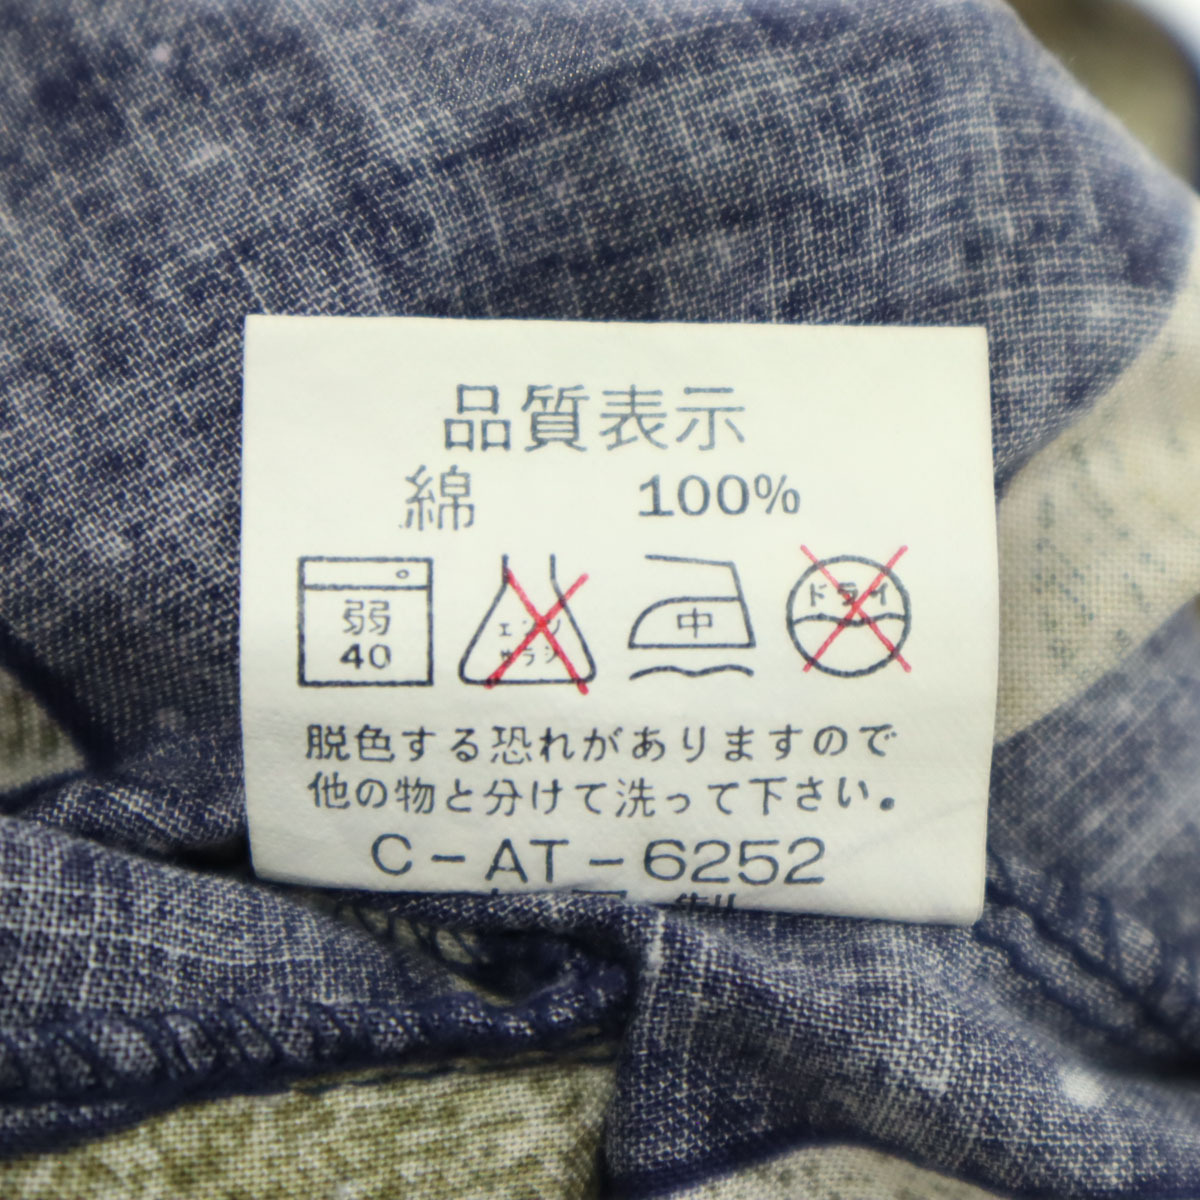 品質表示
綿 100%
弱 エンソ 中 ドライ
40 サラシ
脱色する恐れがありますので
他の物と分けて洗って下さい。
C-AT-6252